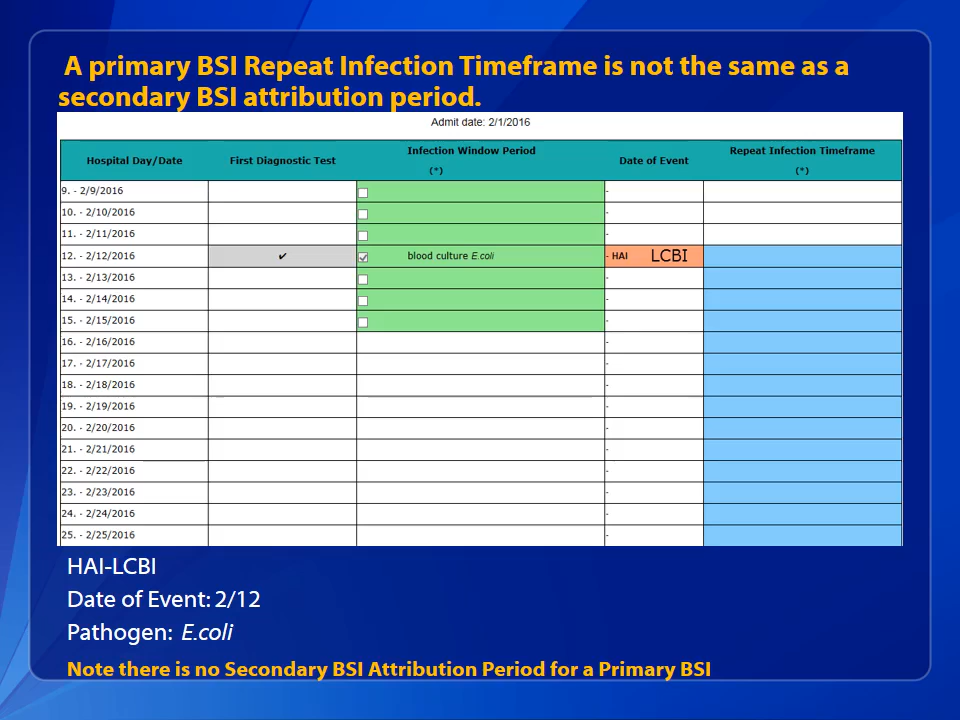 A primary BSI Repeat Infection Timeframe is not the same as a
secondary BSI attribution period.
Admit date: 2/1/2016
Hospital Day/Date First Diagnostic Test Infection Window Period (*) Date of Event Repeat Infection Timeframe (*)
9. - 2/9/2016 -
10. - 2/10/2016 -
11. - 2/11/2016 -
12. - 2/12/2016 ✔ blood culture E.coli - HAI LCBI
13. - 2/13/2016 -
14. - 2/14/2016 -
15. - 2/15/2016 -
16. - 2/16/2016 -
17. - 2/17/2016 -
18. - 2/18/2016 -
19. - 2/19/2016 -
20. - 2/20/2016 -
21. - 2/21/2016 -
22. - 2/22/2016 -
23. - 2/23/2016 -
24. - 2/24/2016 -
25. - 2/25/2016 -
HAI-LCBI
Date of Event: 2/12
Pathogen: E.coli
Note there is no Secondary BSI Attribution Period for a Primary BSI